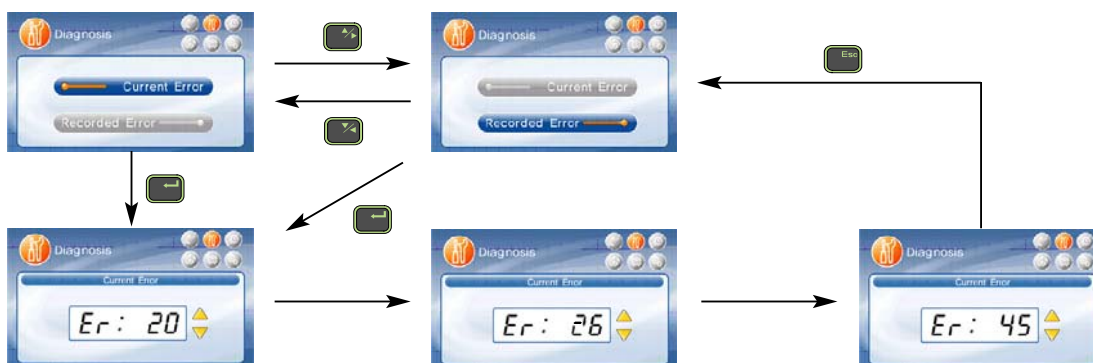 Diagnosis
Current Error
Recorded Error
Diagnosis
Current Error
Recorded Error
Esc
Diagnosis
Current Error
Er: 20
Diagnosis
Current Error
Er: 26
Diagnosis
Current Error
Er: 45